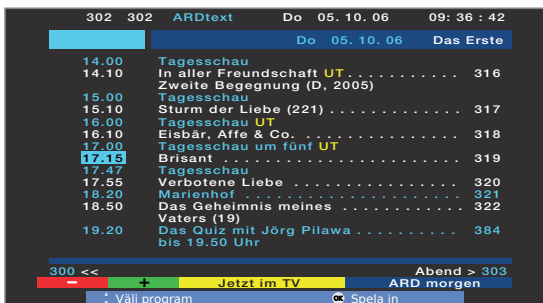 302 302 ARDtext Do 05. 10. 06 09: 36 : 42
Do 05. 10. 06 Das Erste
14.00 Tagesschau
14.10 In aller Freundschaft UT . . . . . . . . . . . 316
Zweite Begegnung (D, 2005)
15.00 Tagesschau
15.10 Sturm der Liebe (221) . . . . . . . . . . . . . 317
16.00 Tagesschau UT
16.10 Eisbär, Affe & Co. . . . . . . . . . . . . . . 318
17.00 Tagesschau um fünf UT
17.15 Brisant . . . . . . . . . . . . . . . . . . . . . . 319
17.47 Tagesschau
17.55 Verbotene Liebe . . . . . . . . . . . . . . . 320
18.20 Marienhof . . . . . . . . . . . . . . . . . . . . 321
18.50 Das Geheimnis meines . . . . . . . . . . . . 322
Vaters (19)
19.20 Das Quiz mit Jörg Pilawa . . . . . . . . . . 384
bis 19.50 Uhr
300 << Abend > 303
− + Jetzt im TV ARD morgen
Välj program OK Spela in